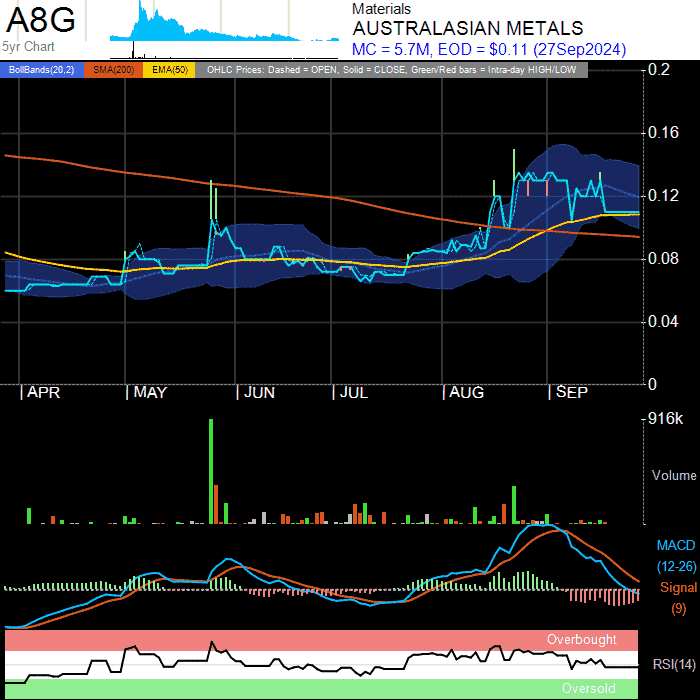 A8G
5yr Chart
Materials
AUSTRALASIAN METALS
MC = 5.7M, EOD = $0.11 (27Sep2024)
BollBands(20,2) SMA(200) EMA(50) OHLC Prices: Dashed = OPEN, Solid = CLOSE, Green/Red bars = Intra-day HIGH/LOW
0.2
0.16
0.12
0.08
0.04
0
APR MAY JUN JUL AUG SEP
916k
Volume
MACD
(12-26)
Signal
(9)
Overbought
RSI(14)
Oversold